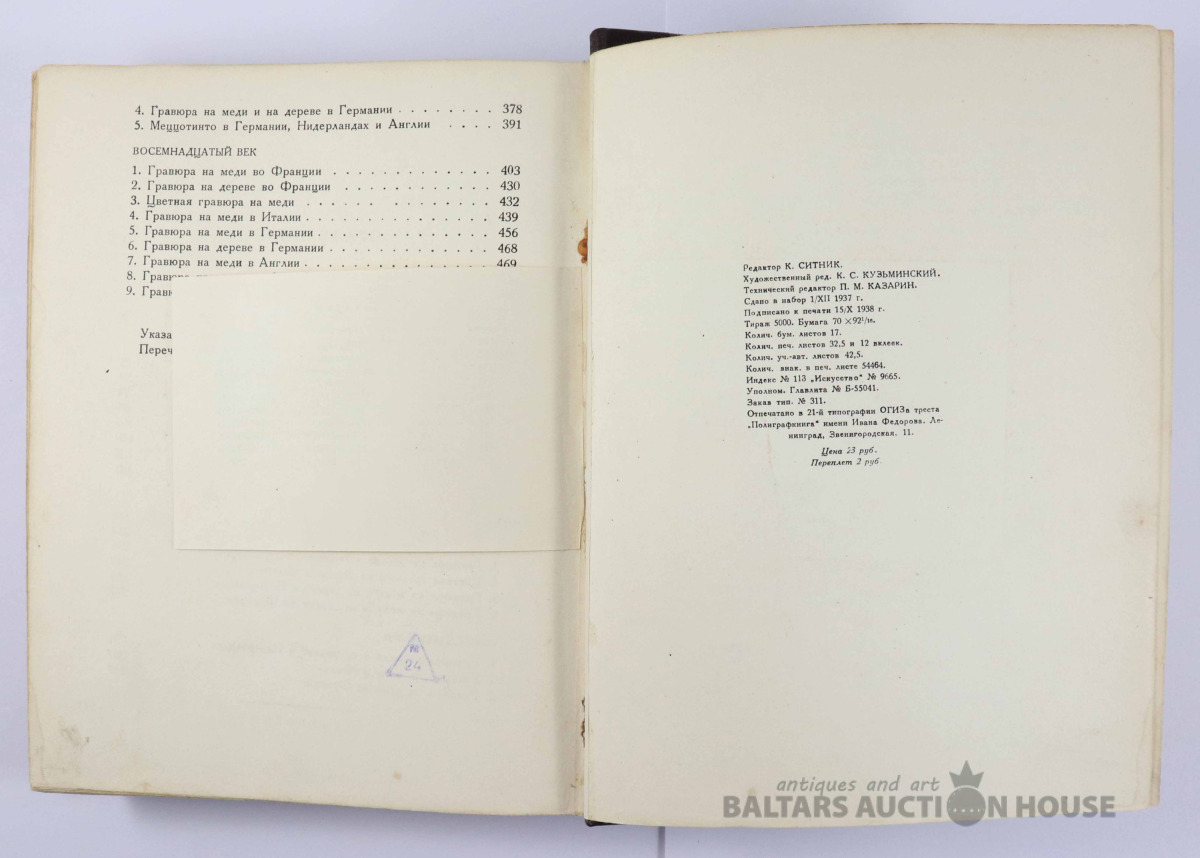 4. Гравюра на меди и на дереве в Германии . . . . . . . . 378
5. Меццотинто в Германии, Нидерландах и Англии . . . . 391
ВОСЕМНАДЦАТЫЙ ВЕК
1. Гравюра на меди во Франции . . . . . . . . . . . . . 403
2. Гравюра на дереве во Франции . . . . . . . . . . . . 430
3. Цветная гравюра на меди . . . . . . . . . . . . . . 432
4. Гравюра на меди в Италии . . . . . . . . . . . . . . . 439
5. Гравюра на меди в Германии . . . . . . . . . . . . . . 456
6. Гравюра на дереве в Германии . . . . . . . . . . . . . 468
7. Гравюра на меди в Англии . . . . . . . . . . . . . . . 469
8. Гравю
9. Грави
Указа
Переч
24
Редактор К. СИТНИК.
Художественный ред. К. С. КУЗЬМИНСКИЙ.
Технический редактор П. М. КАЗАРИН.
Сдано в набор 1/XII 1937 г.
Подписано к печати 15/X 1938 г.
Тираж 5000. Бумага 70 × 92¹/₁₆.
Колич. бум. листов 17.
Колич. печ. листов 32,5 и 12 вклеек.
Колич. уч.-авт. листов 42,5.
Колич. знак. в печ. листе 54464.
Индекс № 113 „Искусство" № 9665.
Уполном. Главлита № Б-55041.
Заказ тип. № 311.
Отпечатано в 21-й типографии ОГИЗа треста
„Полиграфкнига" имени Ивана Федорова. Ле-
нинград, Звенигородская, 11.
Цена 23 руб.
Переплет 2 руб.
antiques and art
BALTARS AUCTION HOUSE